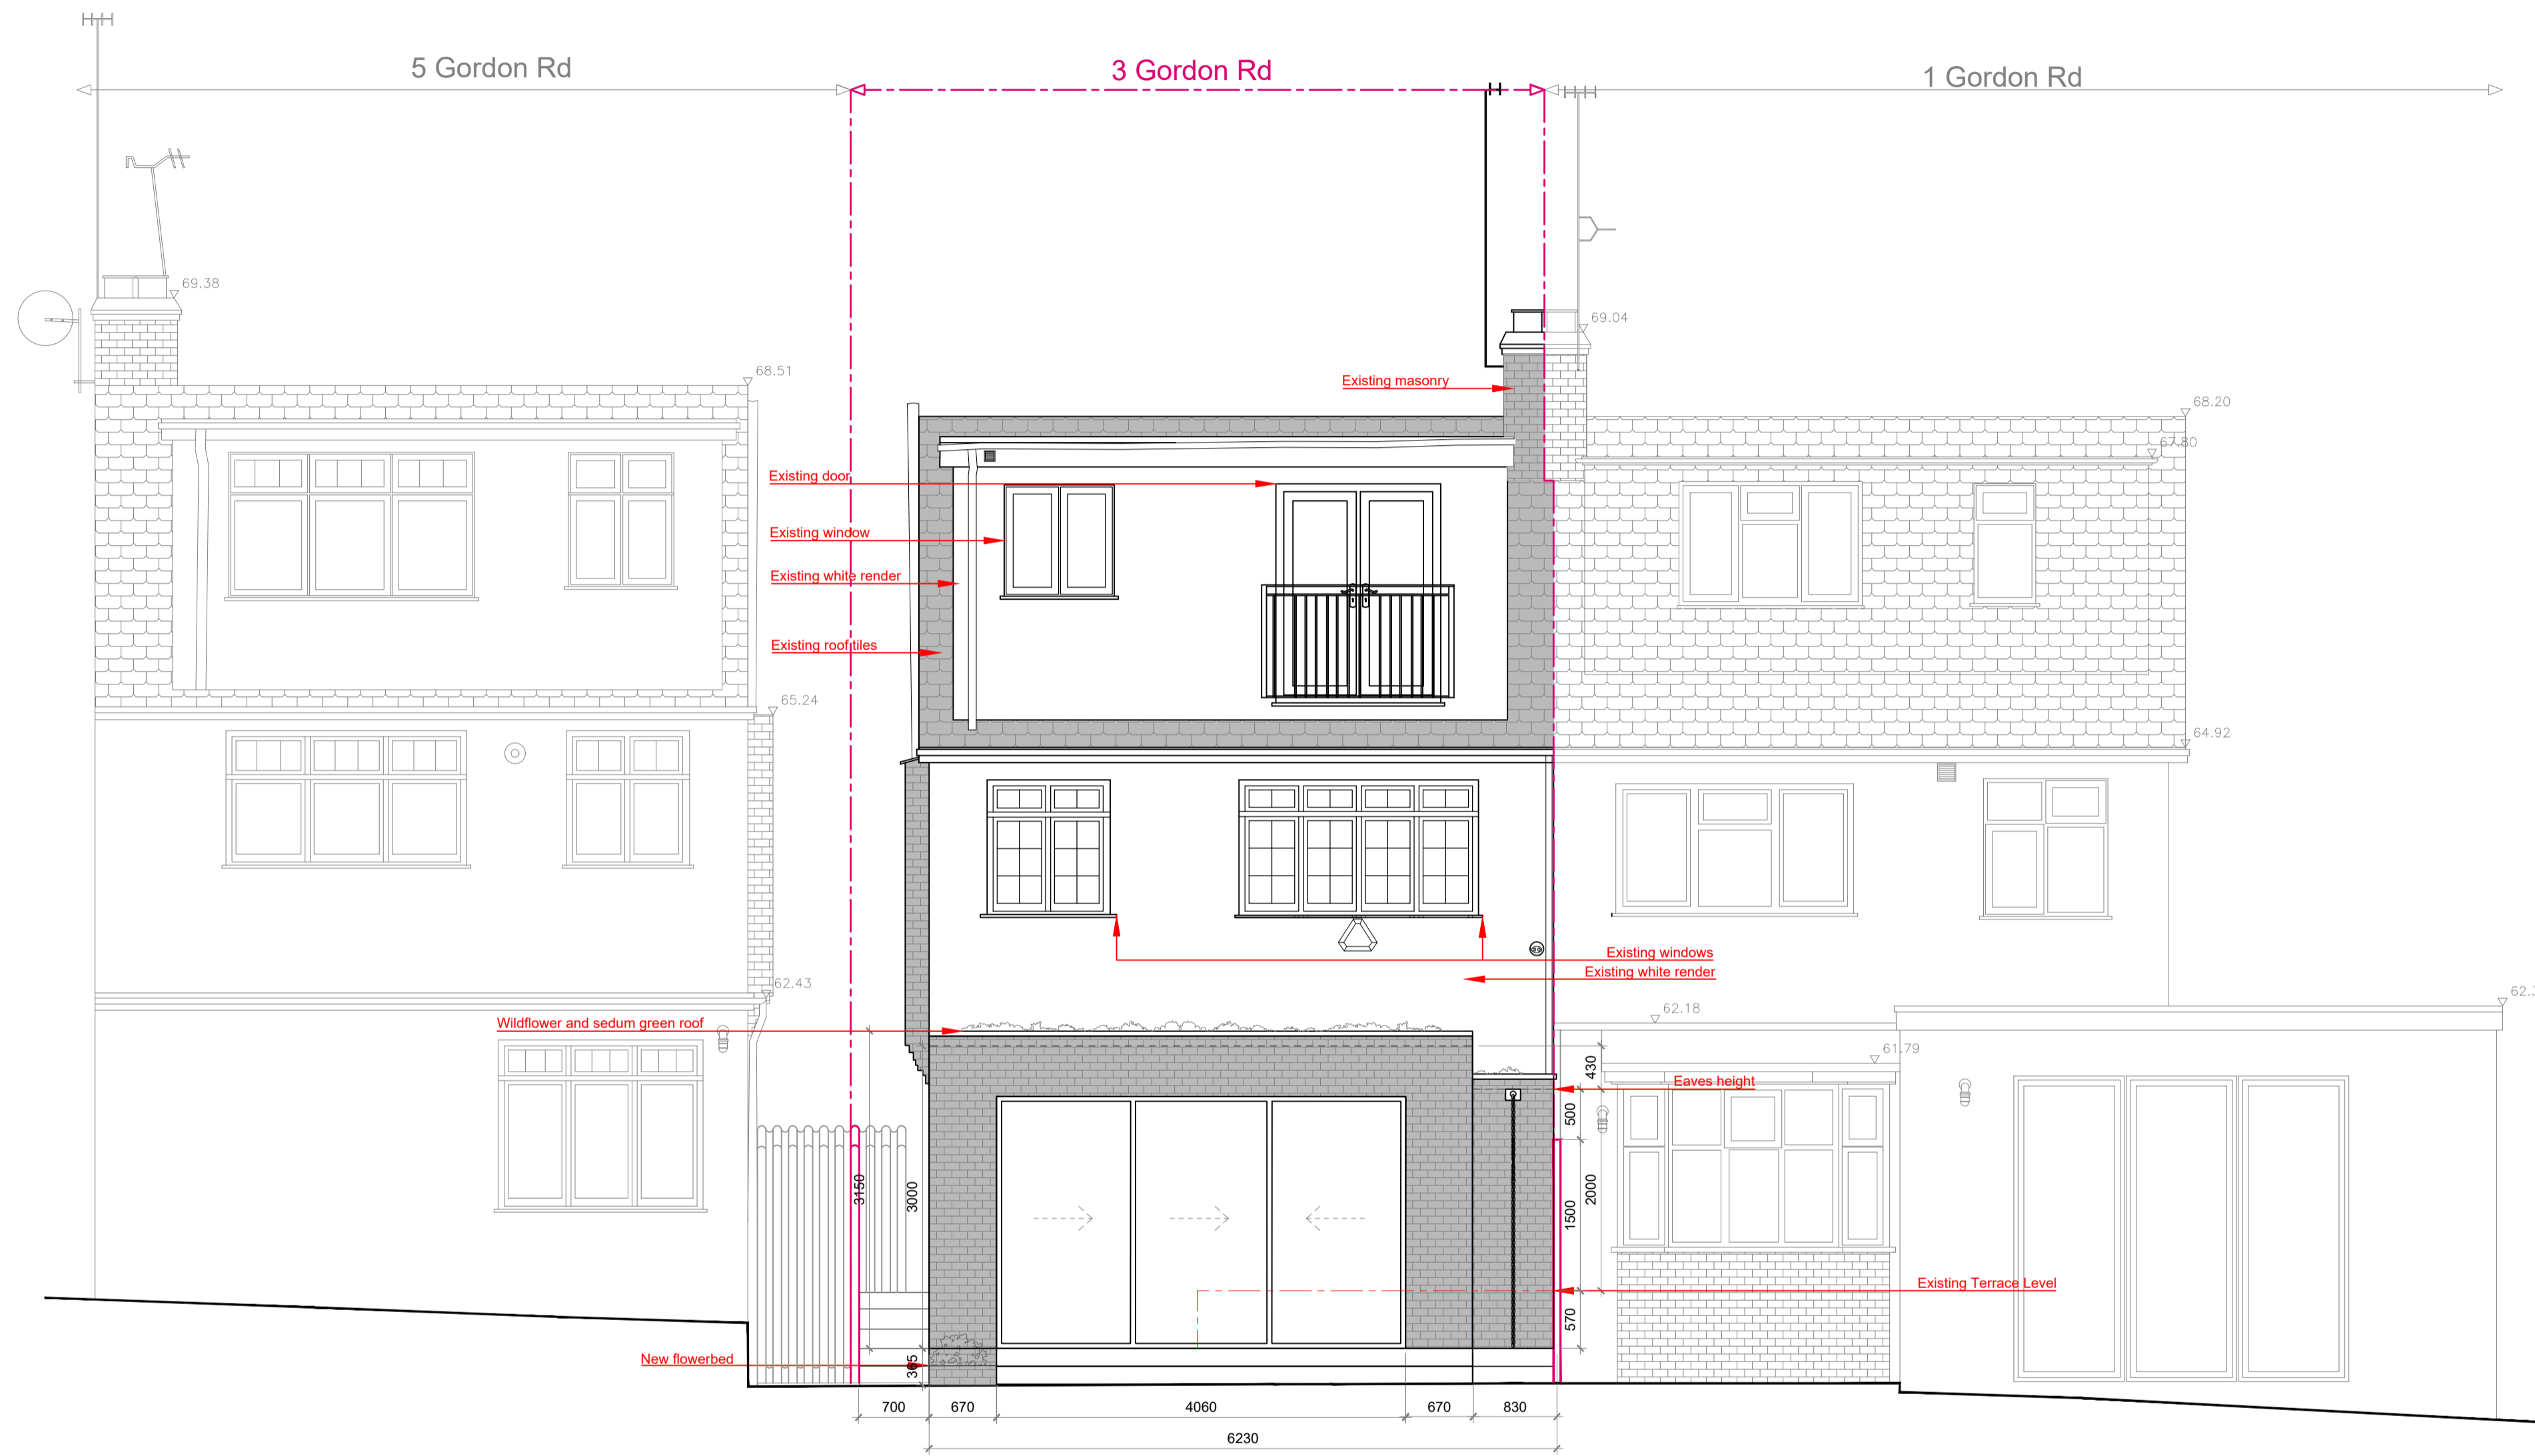 5 Gordon Rd
3 Gordon Rd
1 Gordon Rd
69.38
69.04
68.51
Existing masonry
68.20
67.80
Existing door
Existing window
Existing white render
Existing roof tiles
65.24
64.92
Existing windows
Existing white render
62.43
62.18
Wildflower and sedum green roof
61.79
430
Eaves height
500
3150
3000
1500
2000
Existing Terrace Level
570
New flowerbed
365
700
670
4060
670
830
6230